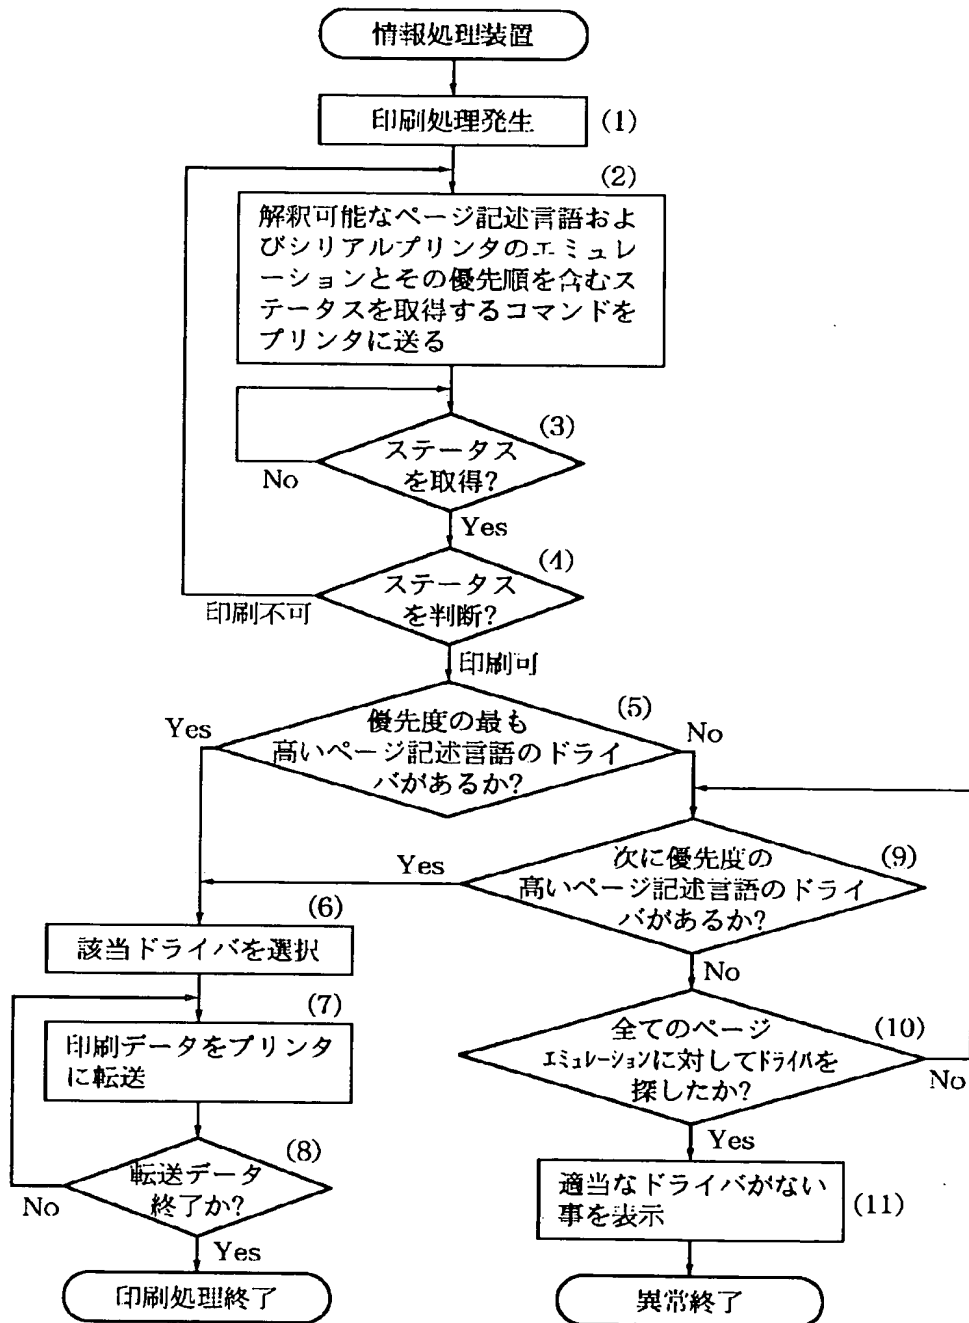 情報処理装置
印刷処理発生
(1)
(2)
解釈可能なページ記述言語およ
びシリアルプリンタのエミュレ
ーションとその優先順を含むス
テータスを取得するコマンドを
プリンタに送る
(3)
ステータス
を取得?
No
Yes
(4)
ステータス
を判断?
印刷不可
印刷可
(5)
優先度の最も
高いページ記述言語のドライ
バがあるか?
Yes
No
(9)
次に優先度の
高いページ記述言語のドライ
バがあるか?
Yes
No
(6)
該当ドライバを選択
(7)
印刷データをプリンタ
に転送
(8)
転送データ
終了か?
No
Yes
印刷処理終了
(10)
全てのページ
エミュレーションに対してドライバを
探したか?
No
Yes
適当なドライバがない
事を表示
(11)
異常終了